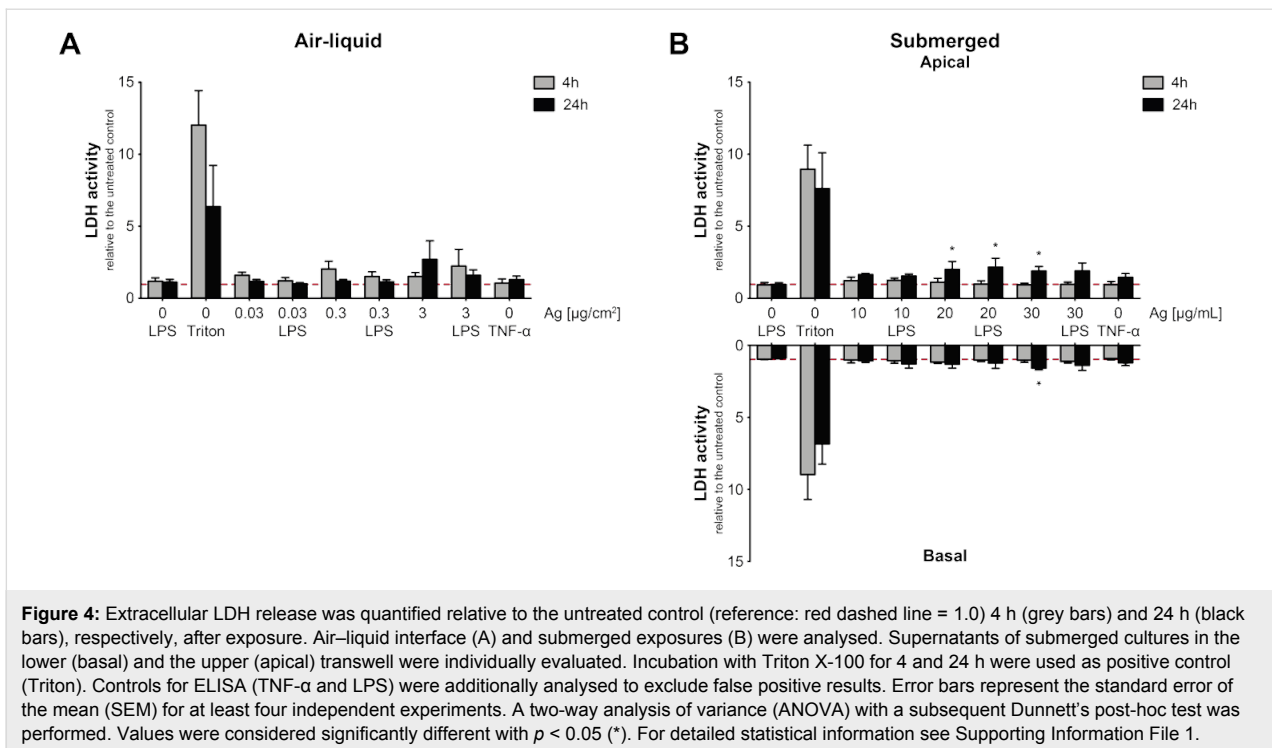 A
Air-liquid
15
10
5
0
LDH activity
relative to the untreated control
4h
24h
0 0 0.03 0.03 0.3 0.3 3 3 0 Ag [µg/cm²]
LPS Triton LPS LPS LPS TNF-α
B
Submerged
Apical
15
10
5
0
LDH activity
relative to the untreated control
4h
24h
* * *
0 0 10 10 20 20 30 30 0 Ag [µg/mL]
LPS Triton LPS LPS LPS TNF-α
0
5
10
15
LDH activity
relative to the untreated control
*
Basal
Figure 4: Extracellular LDH release was quantified relative to the untreated control (reference: red dashed line = 1.0) 4 h (grey bars) and 24 h (black
bars), respectively, after exposure. Air–liquid interface (A) and submerged exposures (B) were analysed. Supernatants of submerged cultures in the
lower (basal) and the upper (apical) transwell were individually evaluated. Incubation with Triton X-100 for 4 and 24 h were used as positive control
(Triton). Controls for ELISA (TNF-α and LPS) were additionally analysed to exclude false positive results. Error bars represent the standard error of
the mean (SEM) for at least four independent experiments. A two-way analysis of variance (ANOVA) with a subsequent Dunnett's post-hoc test was
performed. Values were considered significantly different with p < 0.05 (*). For detailed statistical information see Supporting Information File 1.